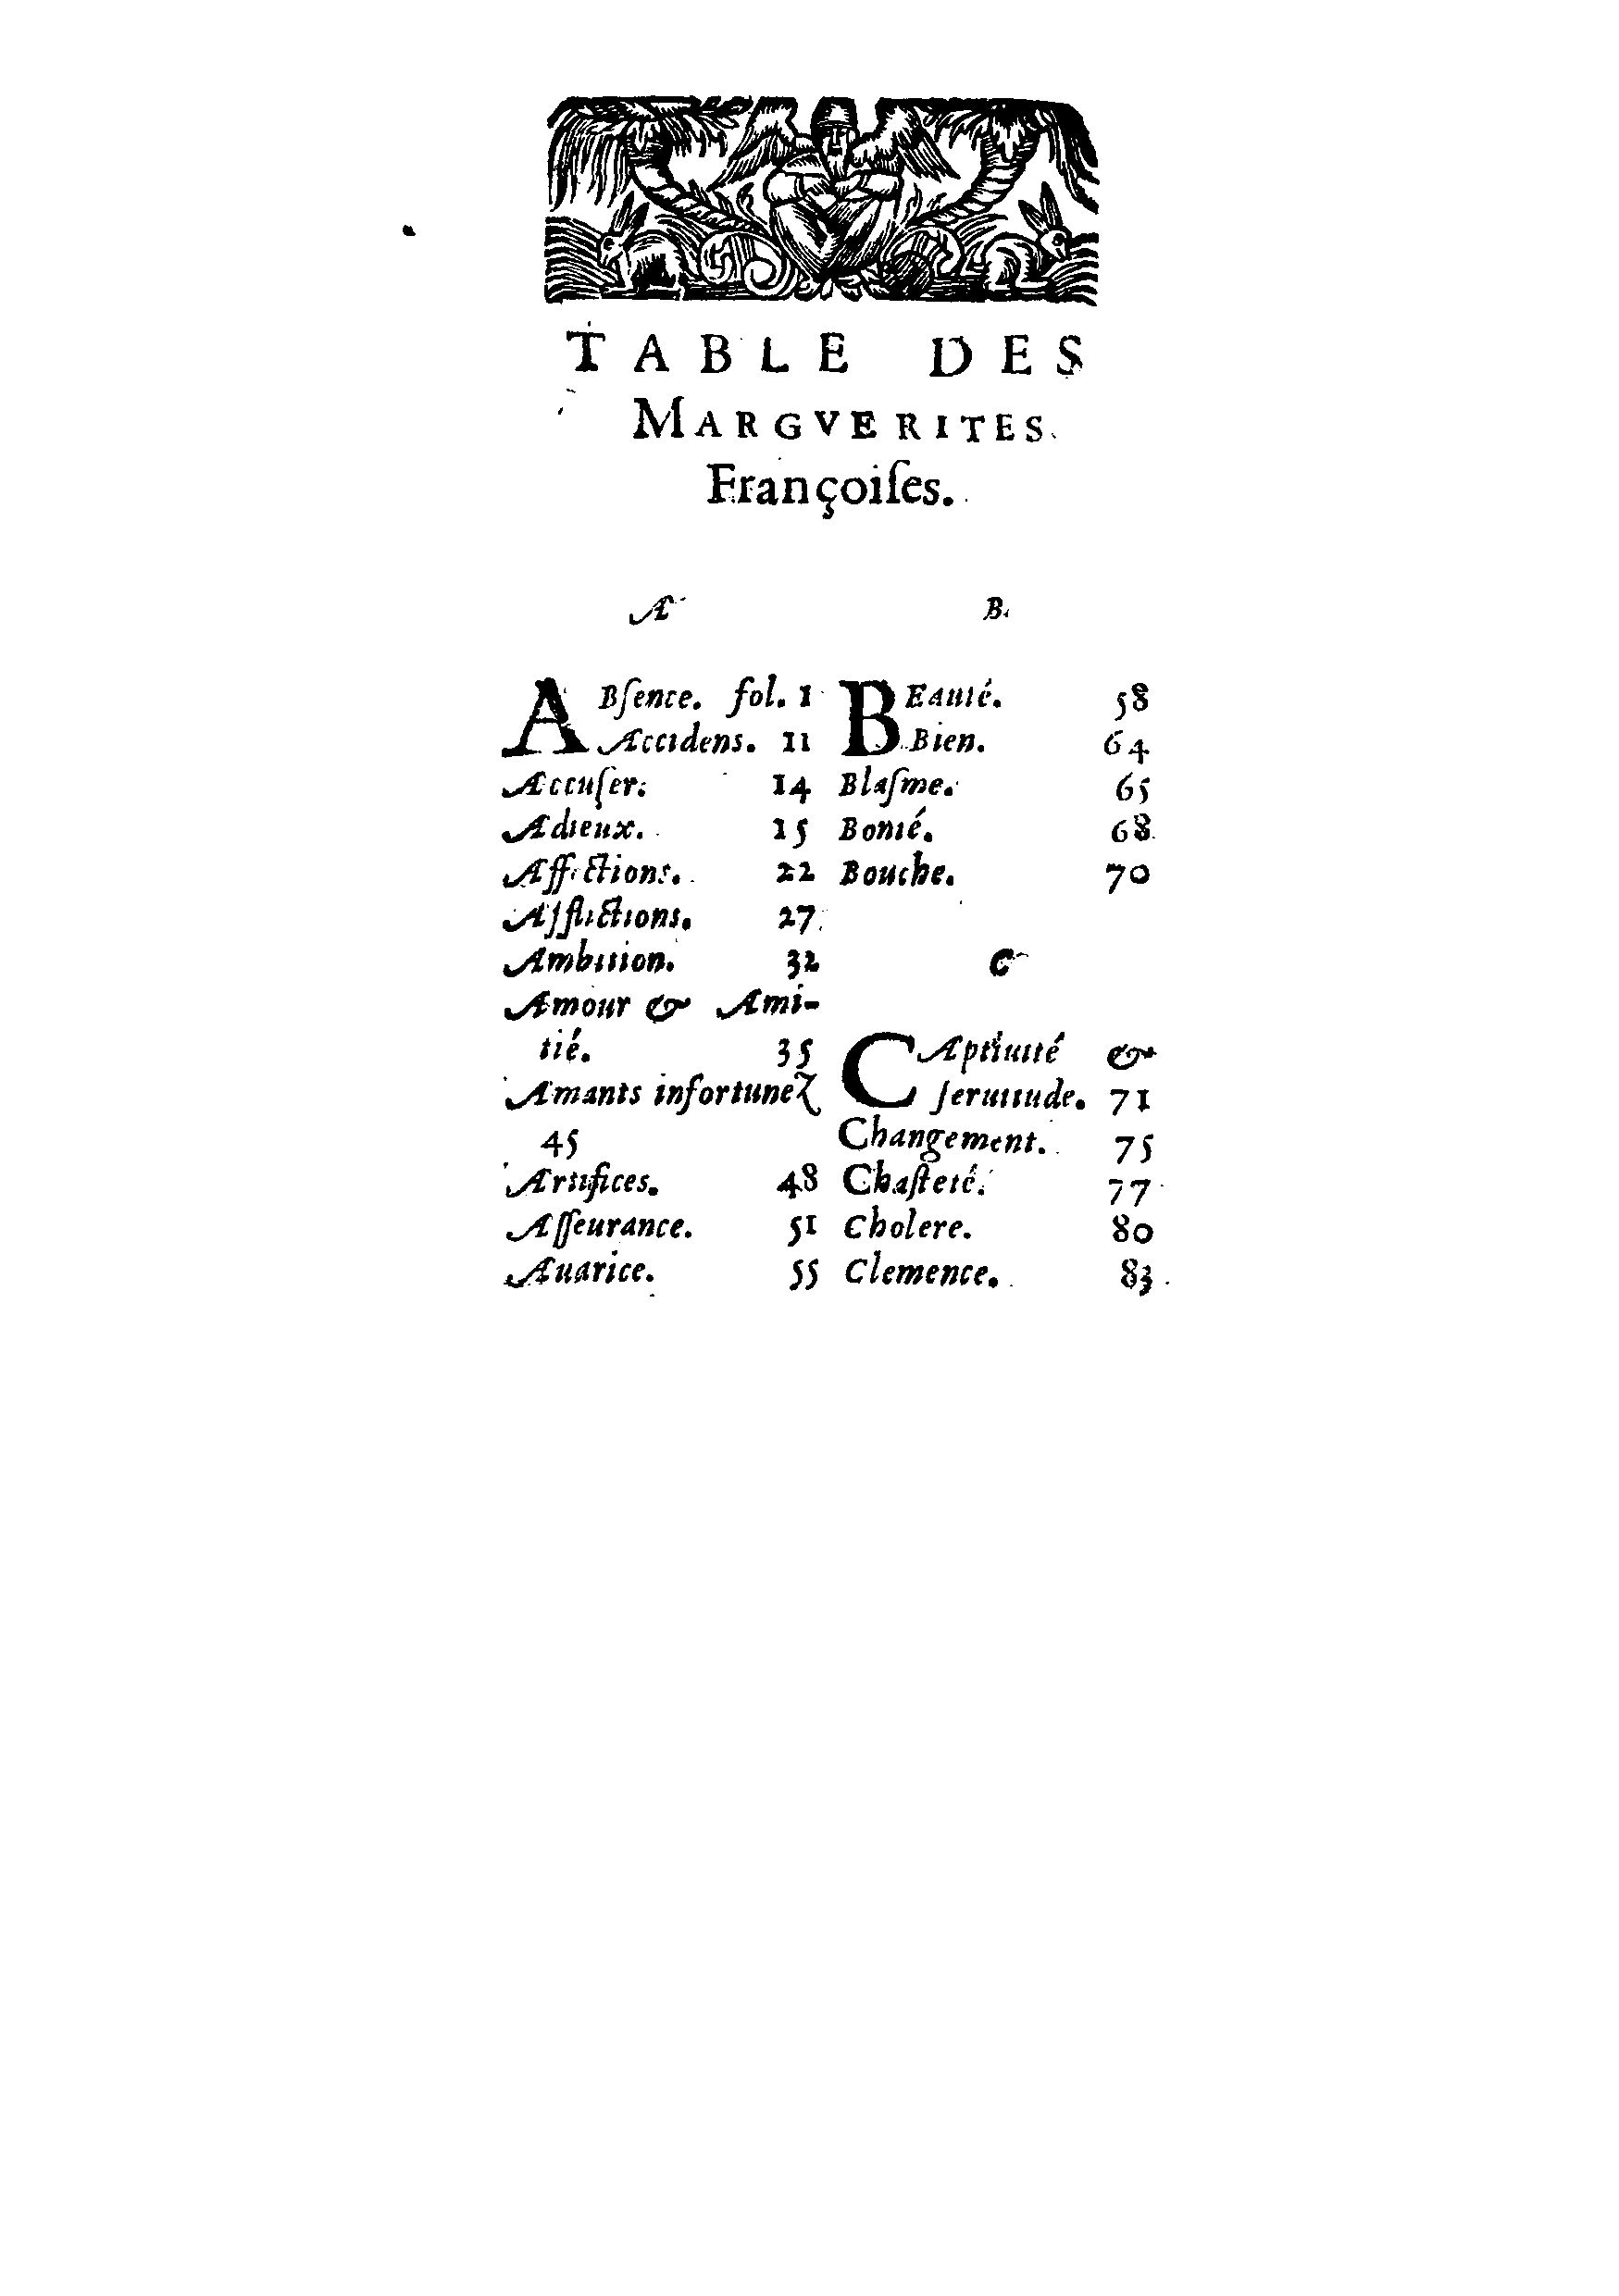 TABLE DES
MARGVERITES
Françoiſes.
A
ABſence. fol. 1
Accidens. 11
Accuſer. 14
Adieux. 15
Affections. 22
Afflictions. 27
Ambition. 32
Amour & Ami-
tié. 35
Amants infortunez
45
Artifices. 48
Aſſeurance. 51
Auarice. 55
B.
BEauté. 58
Bien. 64
Blaſme. 65
Bonté. 68
Bouche. 70
C
CAptiuité &
ſeruitude. 71
Changement. 75
Chaſteté. 77
Cholere. 80
Clemence. 83